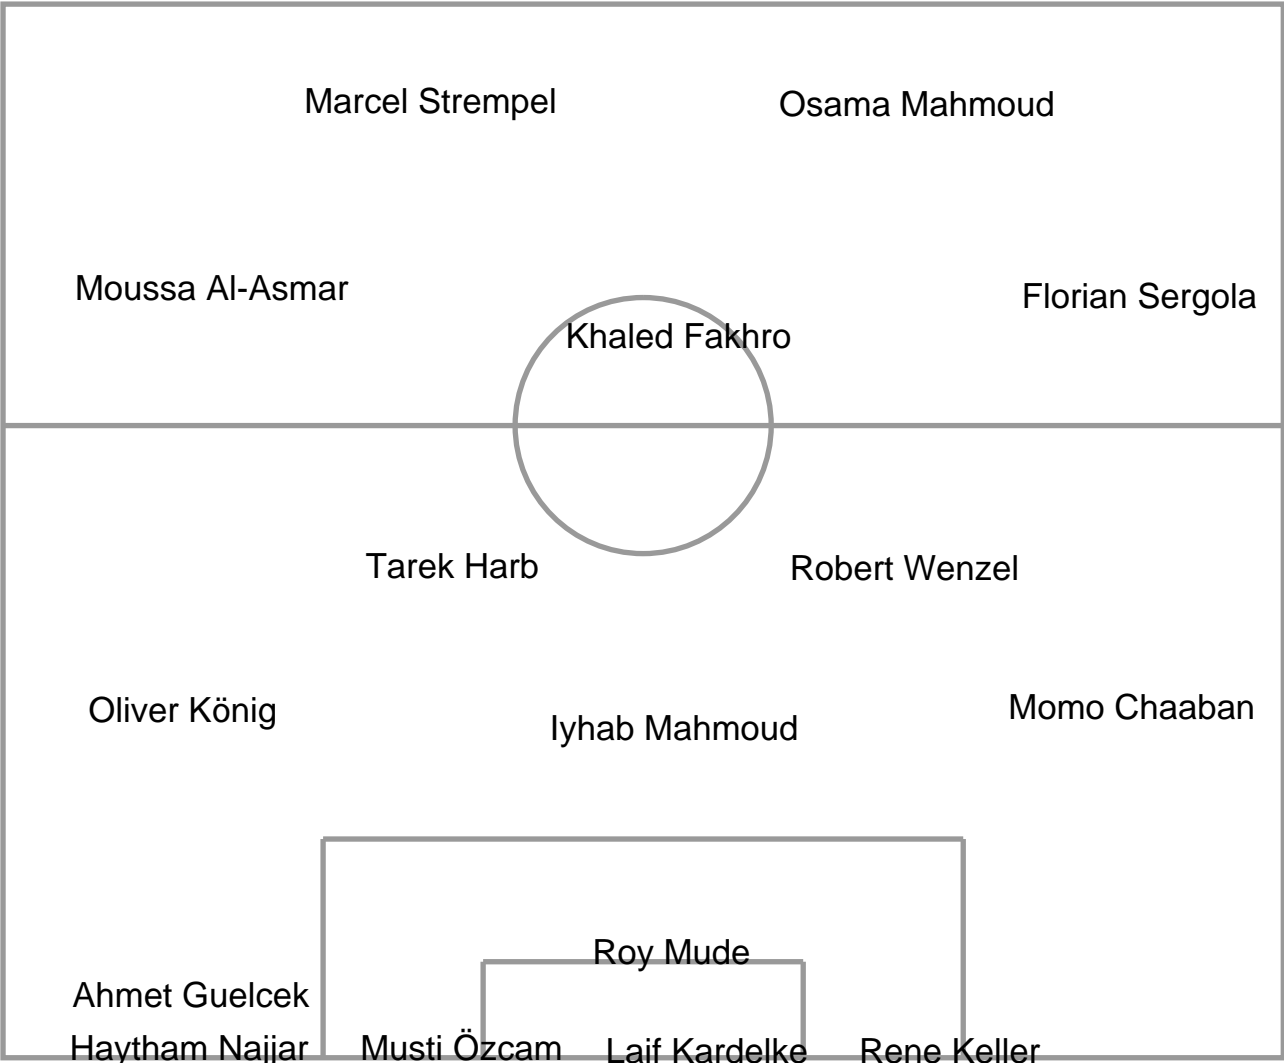 Marcel Strempel
Osama Mahmoud
Moussa Al-Asmar
Florian Sergola
Khaled Fakhro
Tarek Harb
Robert Wenzel
Oliver König
Momo Chaaban
Iyhab Mahmoud
Roy Mude
Ahmet Guelcek
Haytham Najjar
Musti Özcam
Laif Kardelke
Rene Keller